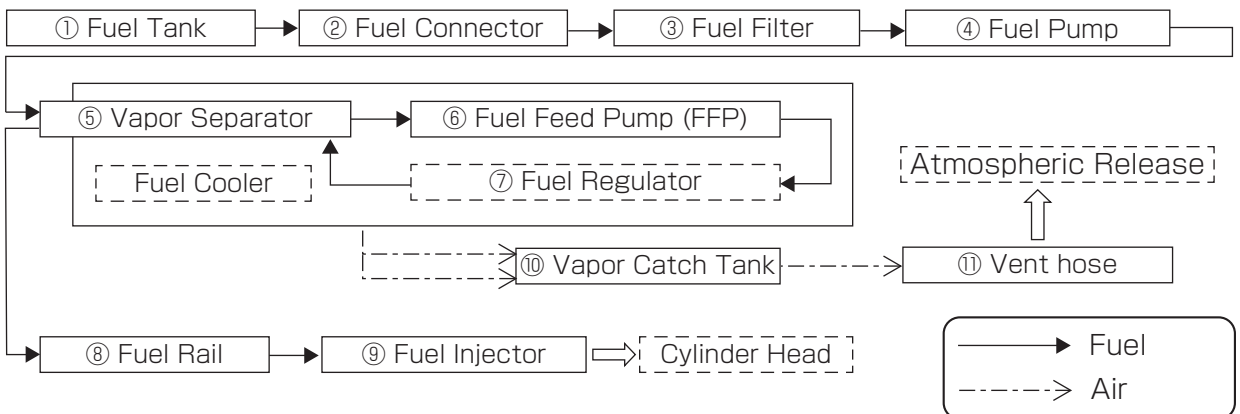 ① Fuel Tank
② Fuel Connector
③ Fuel Filter
④ Fuel Pump
⑤ Vapor Separator
⑥ Fuel Feed Pump (FFP)
Fuel Cooler
⑦ Fuel Regulator
Atmospheric Release
⑩ Vapor Catch Tank
⑪ Vent hose
⑧ Fuel Rail
⑨ Fuel Injector
Cylinder Head
Fuel
Air